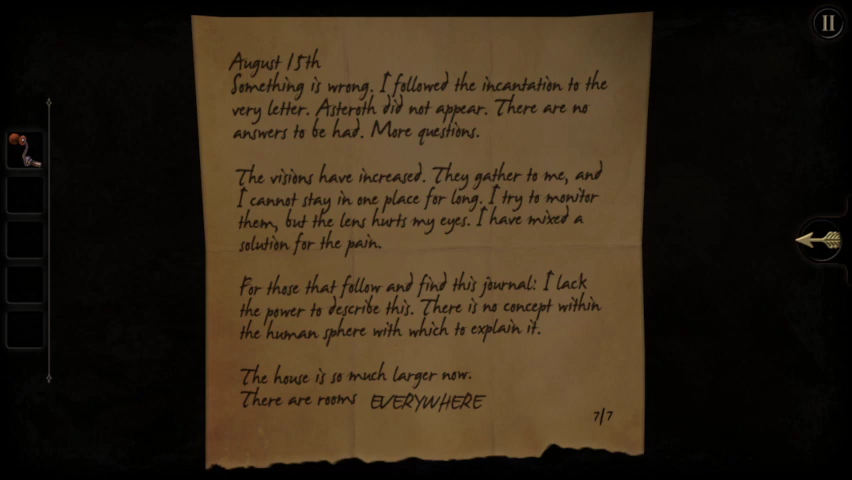 August 15th
Something is wrong. I followed the incantation to the
very letter. Asteroth did not appear. There are no
answers to be had. More questions.
The visions have increased. They gather to me, and
I cannot stay in one place for long. I try to monitor
them, but the lens hurts my eyes. I have mixed a
solution for the pain.
For those that follow and find this journal: I lack
the power to describe this. There is no concept within
the human sphere with which to explain it.
The house is so much larger now.
There are rooms EVERYWHERE
7/7